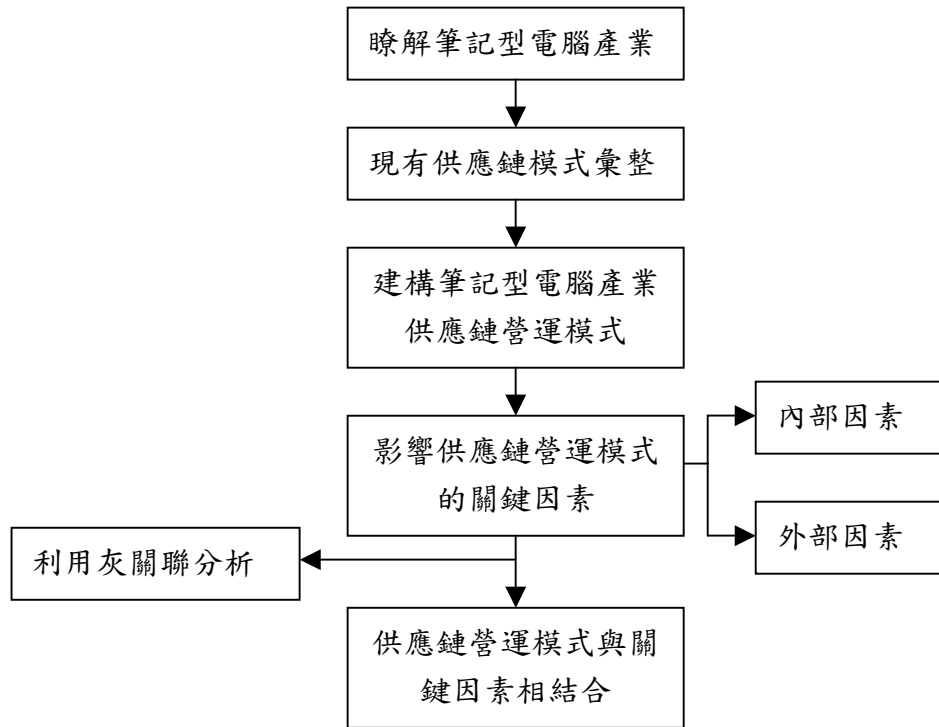 瞭解筆記型電腦產業
現有供應鏈模式彙整
建構筆記型電腦產業
供應鏈營運模式
影響供應鏈營運模式
的關鍵因素
內部因素
外部因素
利用灰關聯分析
供應鏈營運模式與關
鍵因素相結合